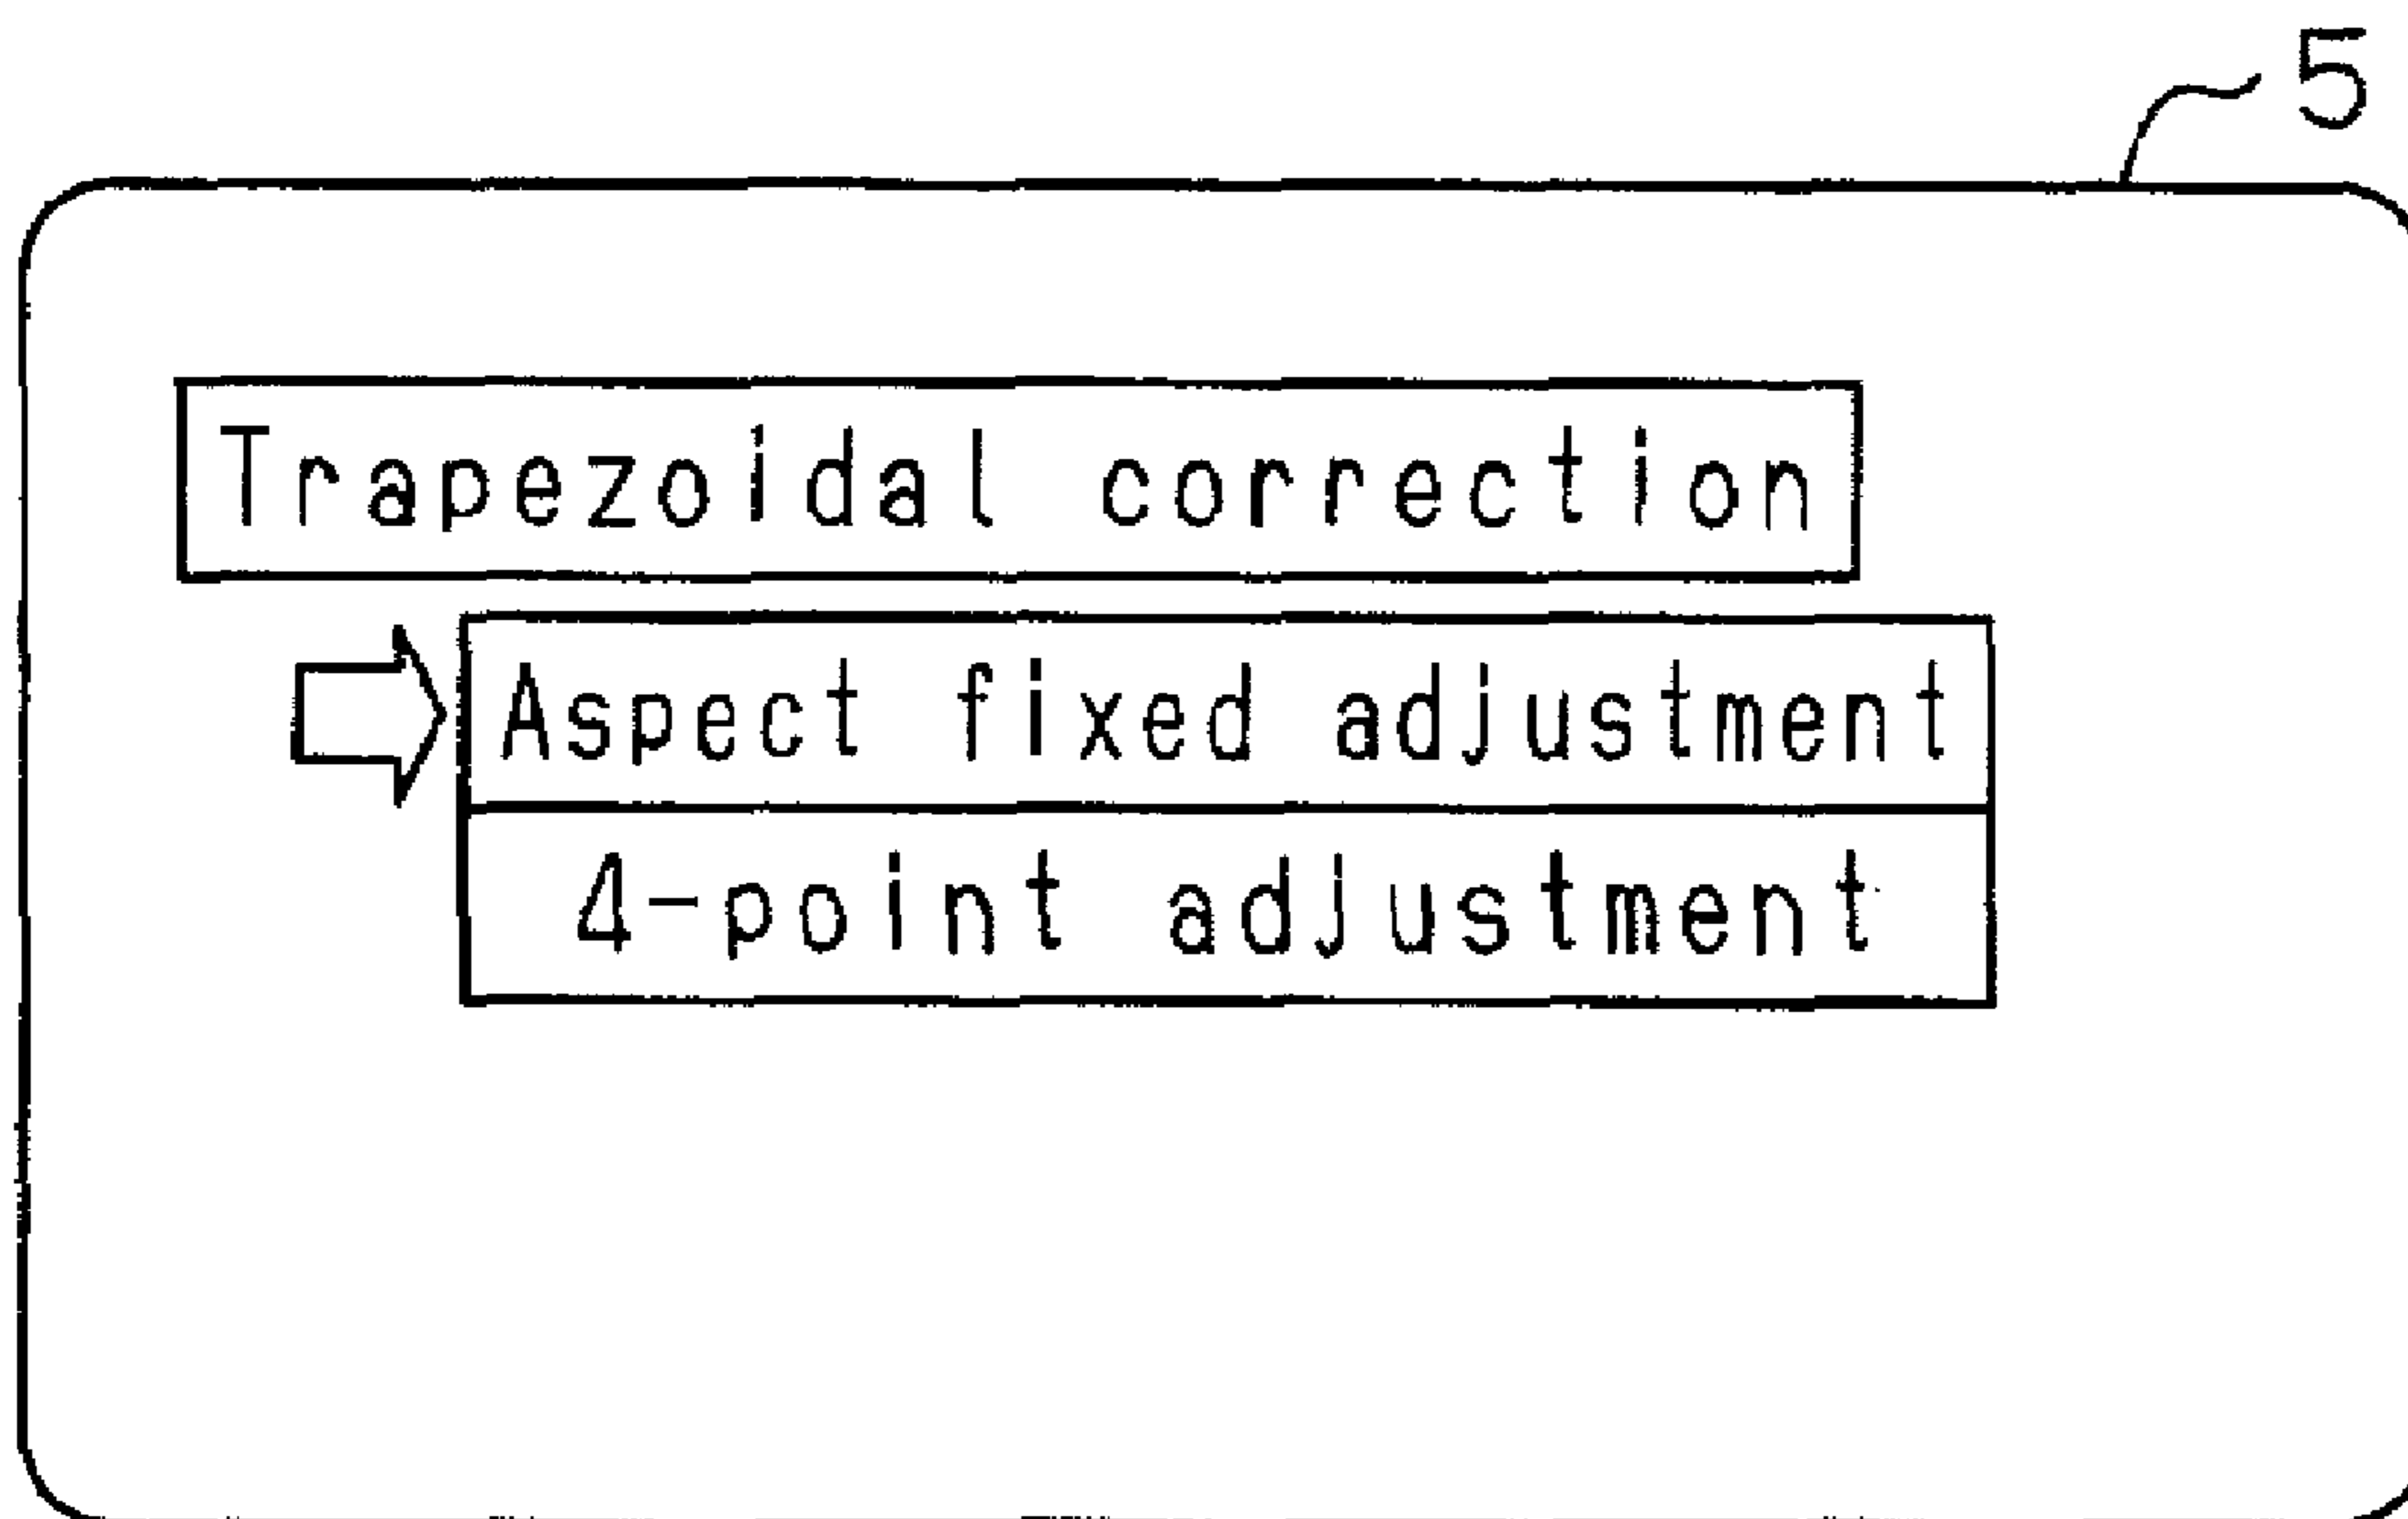 5
Trapezoidal correction
Aspect fixed adjustment
4-point adjustment